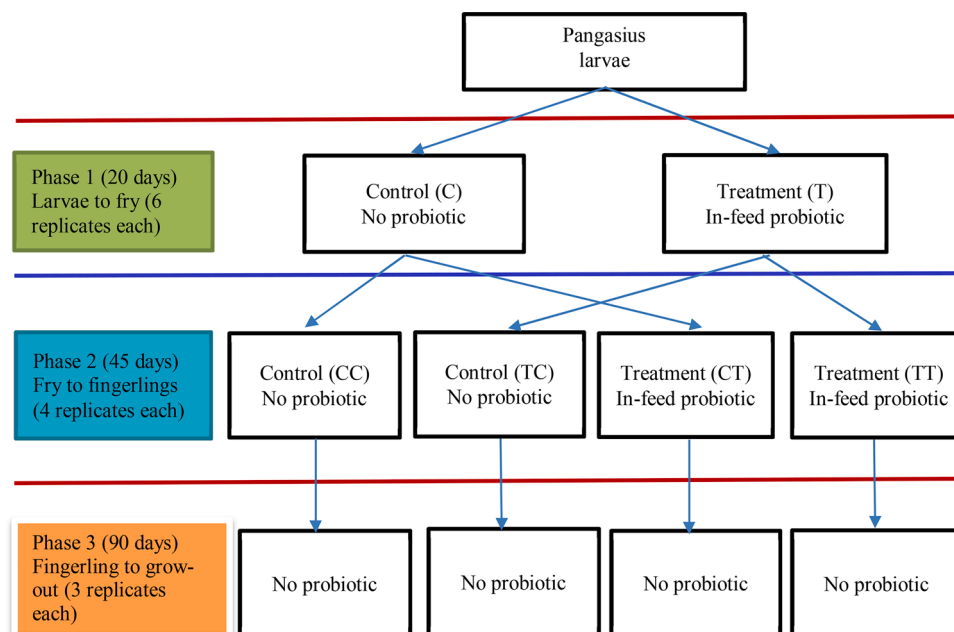 Pangasius
larvae
Phase 1 (20 days)
Larvae to fry (6
replicates each)
Control (C)
No probiotic
Treatment (T)
In-feed probiotic
Phase 2 (45 days)
Fry to fingerlings
(4 replicates each)
Control (CC)
No probiotic
Control (TC)
No probiotic
Treatment (CT)
In-feed probiotic
Treatment (TT)
In-feed probiotic
Phase 3 (90 days)
Fingerling to grow-
out (3 replicates
each)
No probiotic
No probiotic
No probiotic
No probiotic